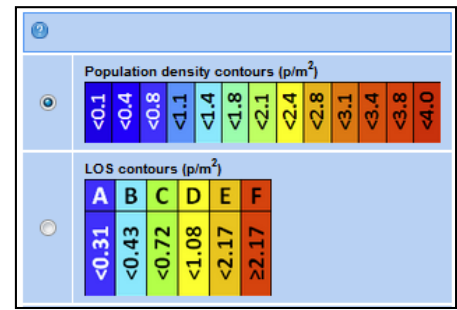 ?
Population density contours (p/m²)
<0.1 <0.4 <0.8 <1.1 <1.4 <1.8 <2.1 <2.4 <2.8 <3.1 <3.4 <3.8 <4.0
LOS contours (p/m²)
A B C D E F
<0.31 <0.43 <0.72 <1.08 <2.17 ≥2.17